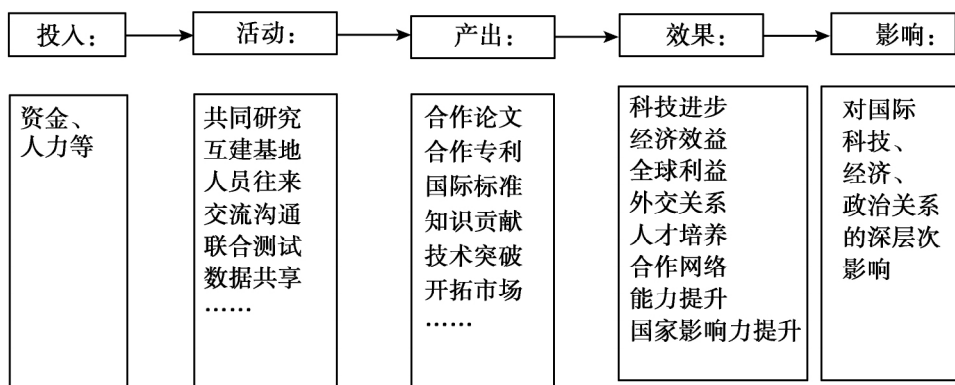 投入：
活动：
产出：
效果：
影响：
资金、
人力等
共同研究
互建基地
人员往来
交流沟通
联合测试
数据共享
……
合作论文
合作专利
国际标准
知识贡献
技术突破
开拓市场
……
科技进步
经济效益
全球利益
外交关系
人才培养
合作网络
能力提升
国家影响力提升
对国际
科技、
经济、
政治关系
的深层次
影响